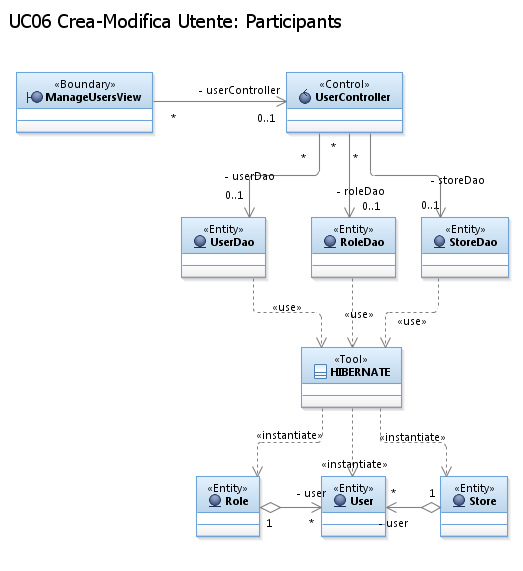 UC06 Crea-Modifica Utente: Participants
«Boundary»
ManageUsersView
- userController
*
0..1
«Control»
UserController
*
*
*
- userDao
- roleDao
- storeDao
0..1
0..1
0..1
«Entity»
UserDao
«Entity»
RoleDao
«Entity»
StoreDao
«use»
«use»
«use»
«Tool»
HIBERNATE
«instantiate»
«instantiate»
«instantiate»
«Entity»
Role
- user
1
*
«Entity»
User
*
1
- user
«Entity»
Store